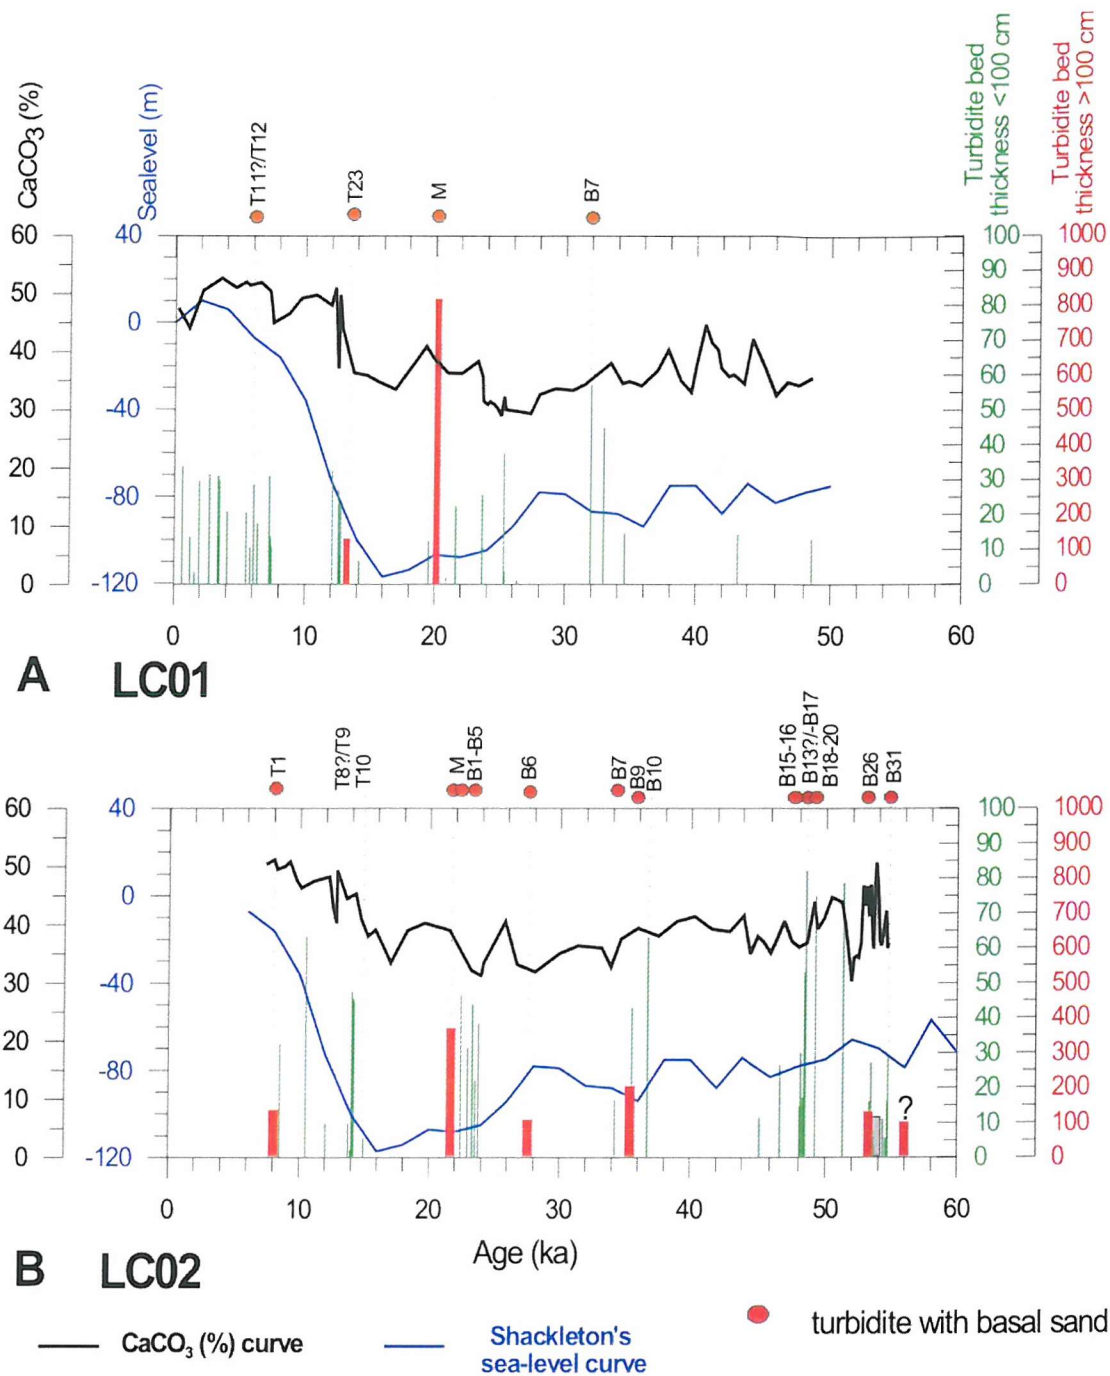 CaCO3 (%)
Sealevel (m)
T11?/T12
T23
M
B7
Turbidite bed
thickness <100 cm
Turbidite bed
thickness >100 cm
60
50
40
30
20
10
0
40
0
-40
-80
-120
100
90
80
70
60
50
40
30
20
10
0
1000
900
800
700
600
500
400
300
200
100
0
0 10 20 30 40 50 60
A LC01
T1
T8?/T9
T10
M
B1-B5
B6
B7
B9
B10
B15-16
B13?/-B17
B18-20
B26
B31
60
50
40
30
20
10
0
40
0
-40
-80
-120
100
90
80
70
60
50
40
30
20
10
0
1000
900
800
700
600
500
400
300
200
100
0
?
0 10 20 30 40 50 60
Age (ka)
B LC02
CaCO3 (%) curve
Shackleton's
sea-level curve
turbidite with basal sand